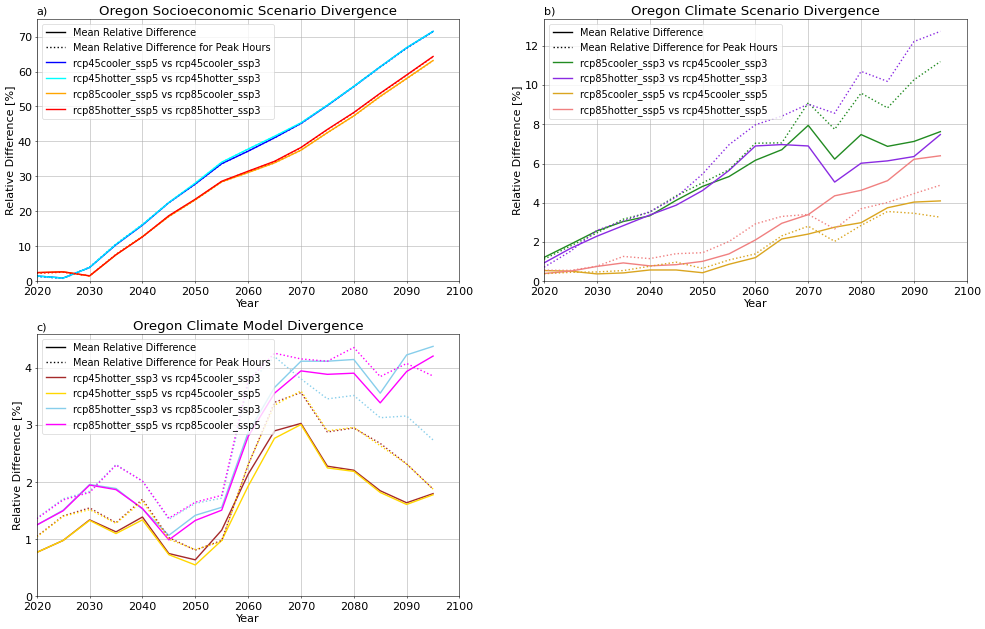 a) Oregon Socioeconomic Scenario Divergence
Mean Relative Difference
Mean Relative Difference for Peak Hours
rcp45cooler_ssp5 vs rcp45cooler_ssp3
rcp45hotter_ssp5 vs rcp45hotter_ssp3
rcp85cooler_ssp5 vs rcp85cooler_ssp3
rcp85hotter_ssp5 vs rcp85hotter_ssp3
Relative Difference [%]
70
60
50
40
30
20
10
0
2020 2030 2040 2050 2060 2070 2080 2090 2100
Year
b) Oregon Climate Scenario Divergence
Mean Relative Difference
Mean Relative Difference for Peak Hours
rcp85cooler_ssp3 vs rcp45cooler_ssp3
rcp85hotter_ssp3 vs rcp45hotter_ssp3
rcp85cooler_ssp5 vs rcp45cooler_ssp5
rcp85hotter_ssp5 vs rcp45hotter_ssp5
Relative Difference [%]
12
10
8
6
4
2
0
2020 2030 2040 2050 2060 2070 2080 2090 2100
Year
c) Oregon Climate Model Divergence
Mean Relative Difference
Mean Relative Difference for Peak Hours
rcp45hotter_ssp3 vs rcp45cooler_ssp3
rcp45hotter_ssp5 vs rcp45cooler_ssp5
rcp85hotter_ssp3 vs rcp85cooler_ssp3
rcp85hotter_ssp5 vs rcp85cooler_ssp5
Relative Difference [%]
4
3
2
1
0
2020 2030 2040 2050 2060 2070 2080 2090 2100
Year